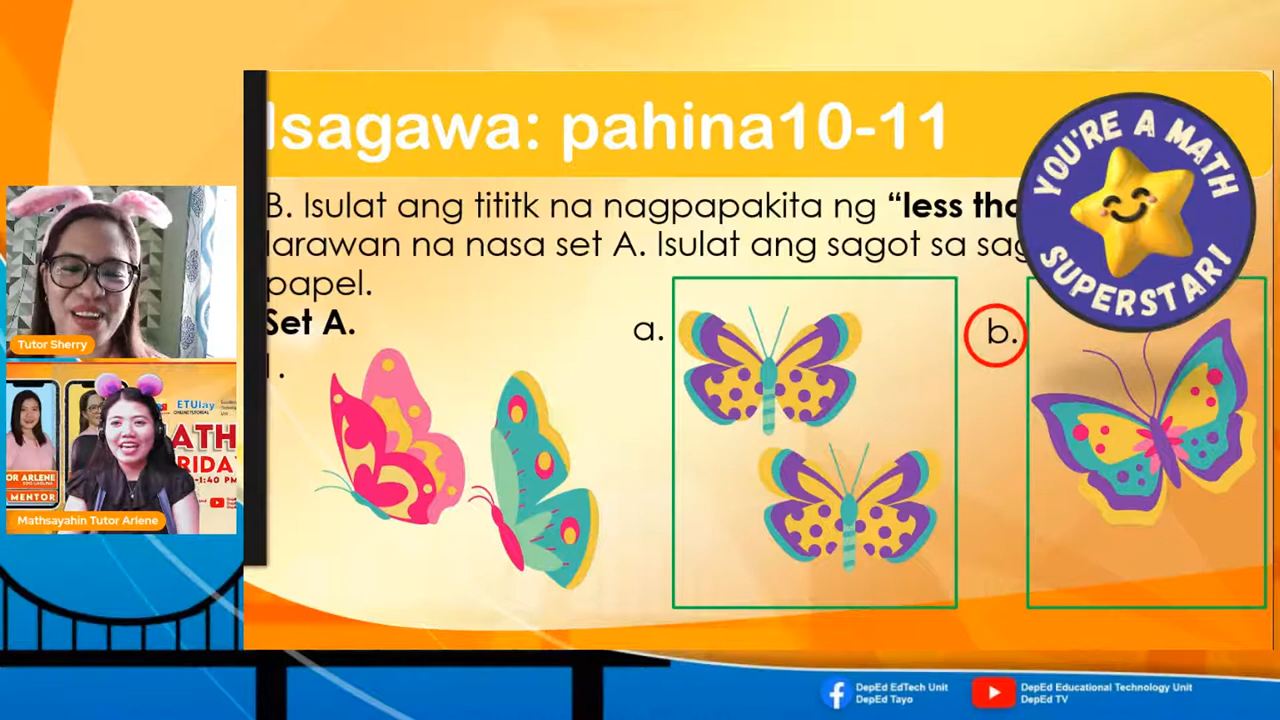 Isagawa: pahina10-11
YOU'RE A MATH
SUPERSTAR!
B. Isulat ang tititk na nagpapakita ng “less
larawan na nasa set A. Isulat ang sagot sa
papel.
Set A.
1.
a.
b.
Tutor Sherry
ETUlay
ONLINE TUTORIAL
MENTOR
Mathsayahin Tutor Arlene
DepEd EdTech Unit
DepEd Tayo
DepEd Educational Technology Unit
DepEd TV